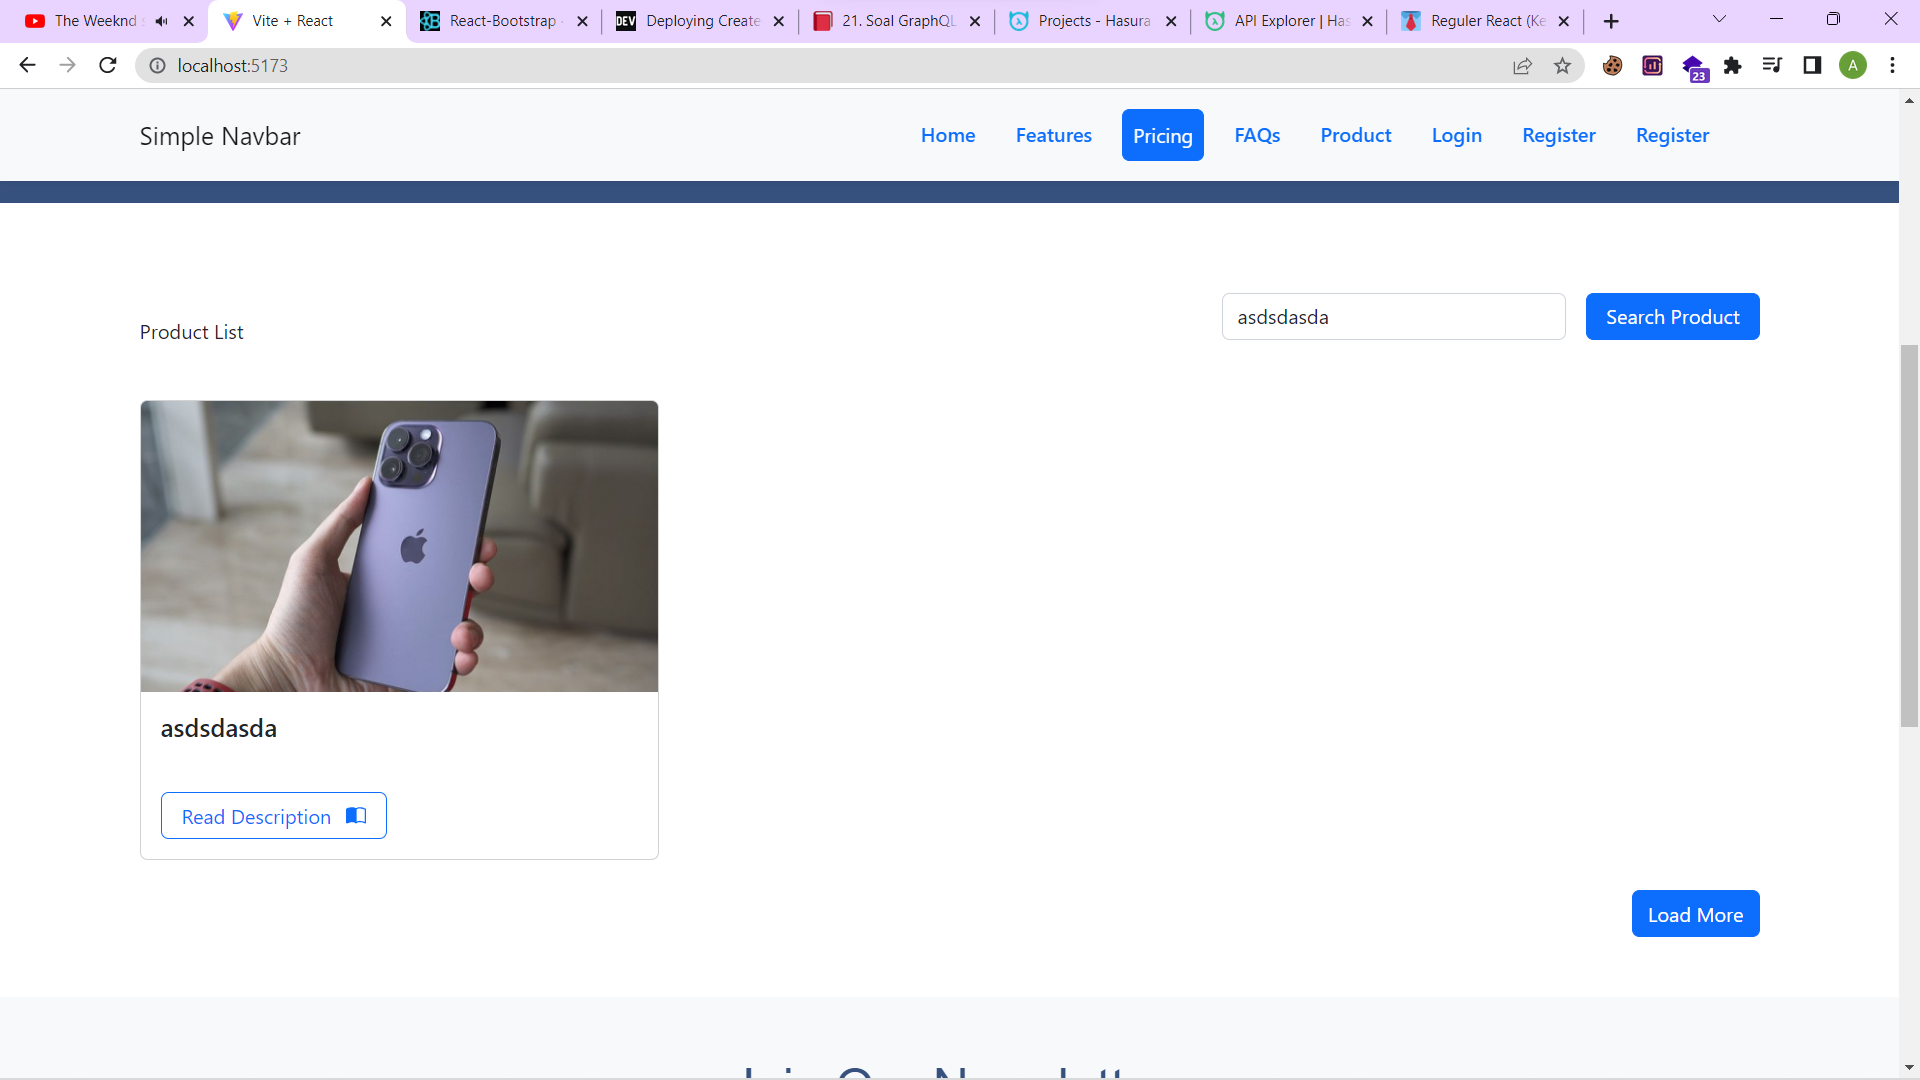 The Weeknd
Vite + React
React-Bootstrap
Deploying Create
21. Soal GraphQL
Projects - Hasura
API Explorer | Has
Reguler React (Ke
localhost:5173
23
A
Simple Navbar
Home
Features
Pricing
FAQs
Product
Login
Register
Register
Product List
asdsdasda
Search Product
asdsdasda
Read Description
Load More